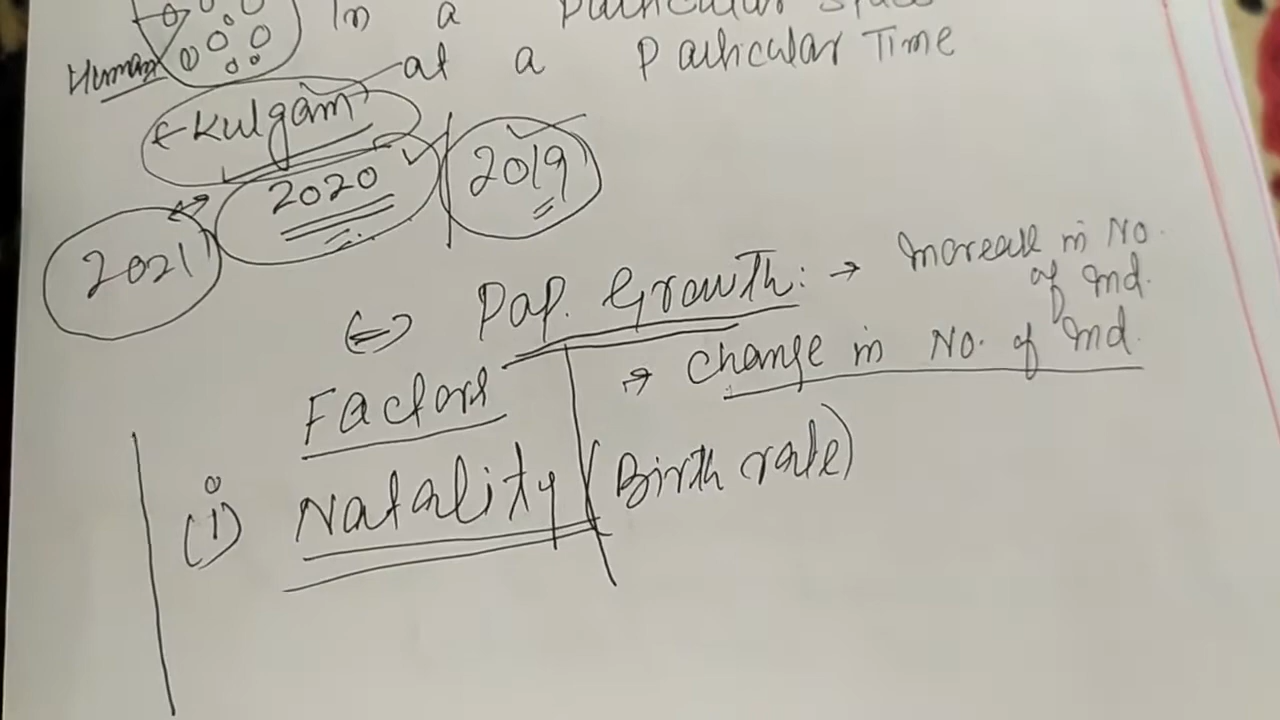 In a Particular
Human at a Particular Time
Kulgam
2020 2019
2021
Pop. Growth: → Increase in No.
of Ind.
Factors → Change in No. of Ind.
(i) Natality (Birth rate)